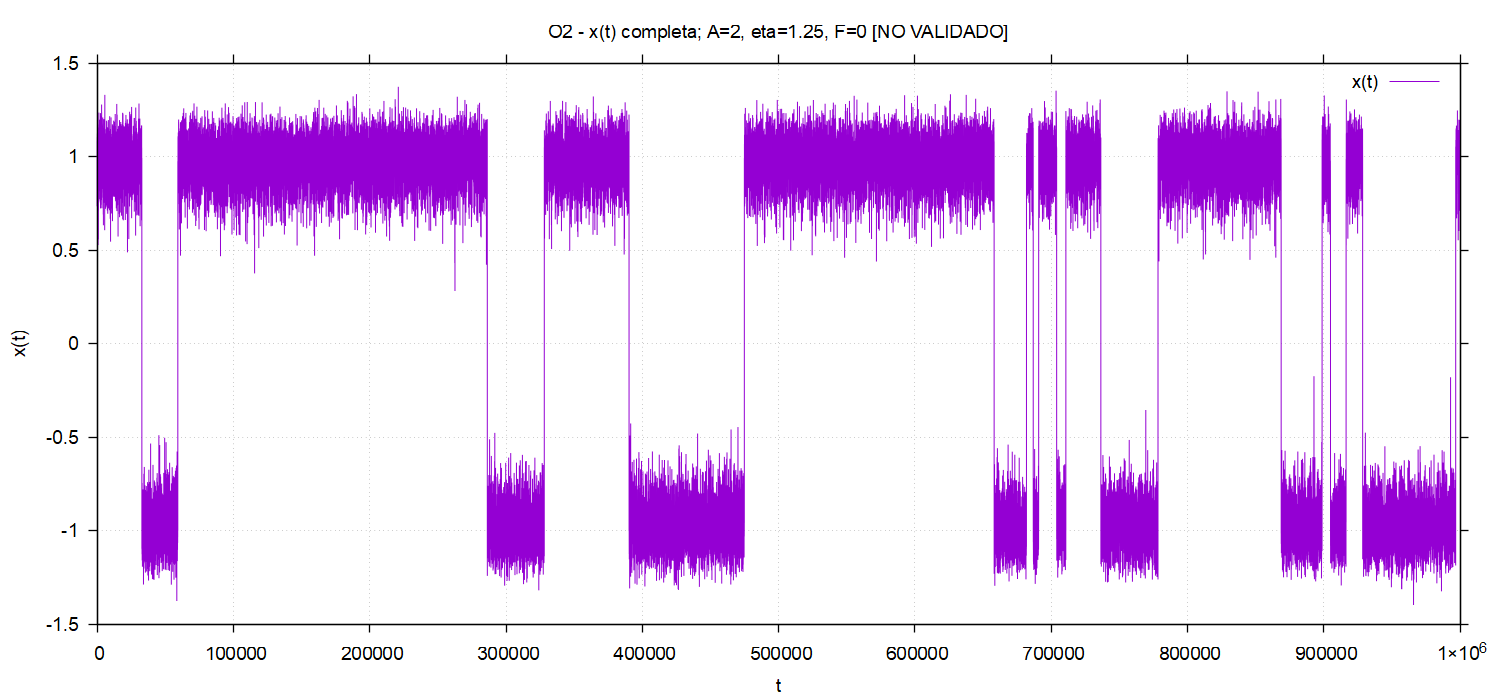 O2 - x(t) completa; A=2, eta=1.25, F=0 [NO VALIDADO]
x(t)
1.5
1
0.5
0
-0.5
-1
-1.5
x(t)
0 100000 200000 300000 400000 500000 600000 700000 800000 900000 1×10⁶
t